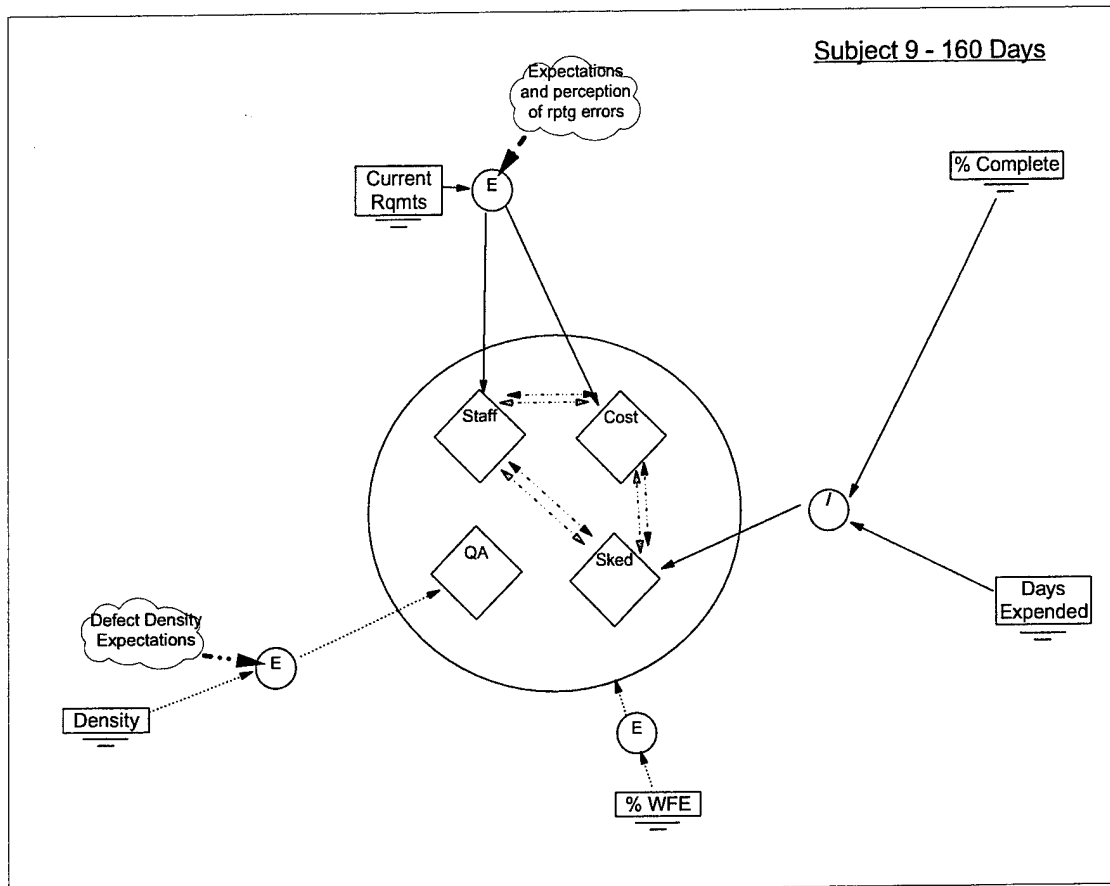 Subject 9 - 160 Days
Expectations
and perception
of rptg errors
% Complete
Current
Rqmts
E
Staff
Cost
I
QA
Sked
Days
Expended
Defect Density
Expectations
E
Density
E
% WFE